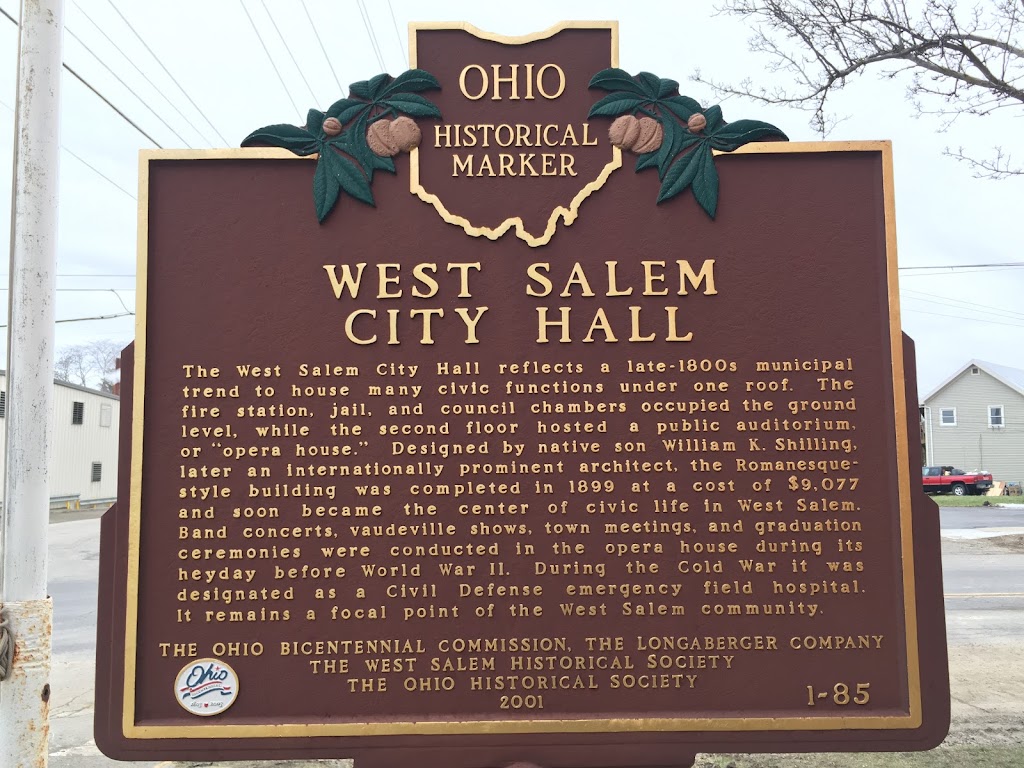 OHIO
HISTORICAL
MARKER
WEST SALEM
CITY HALL
The West Salem City Hall reflects a late-1800s municipal
trend to house many civic functions under one roof. The
fire station, jail, and council chambers occupied the ground
level, while the second floor hosted a public auditorium,
or "opera house." Designed by native son William K. Shilling,
later an internationally prominent architect, the Romanesque-
style building was completed in 1899 at a cost of $9,077
and soon became the center of civic life in West Salem.
Band concerts, vaudeville shows, town meetings, and graduation
ceremonies were conducted in the opera house during its
heyday before World War II. During the Cold War it was
designated as a Civil Defense emergency field hospital.
It remains a focal point of the West Salem community.
THE OHIO BICENTENNIAL COMMISSION, THE LONGABERGER COMPANY
THE WEST SALEM HISTORICAL SOCIETY
THE OHIO HISTORICAL SOCIETY
2001
1-85
Ohio